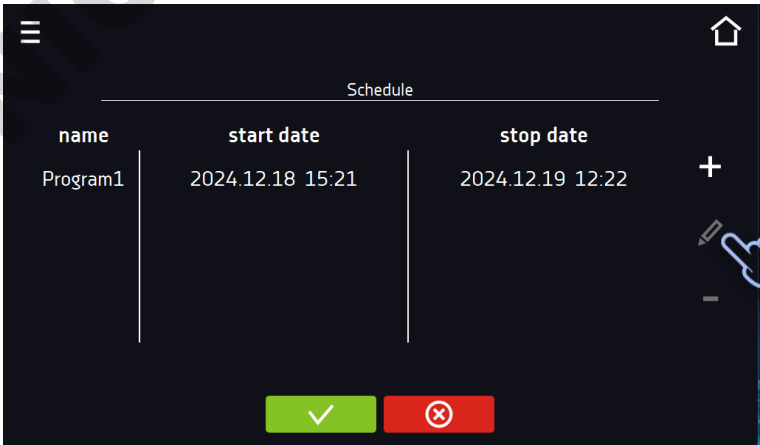 Schedule
name start date stop date
Program1 2024.12.18 15:21 2024.12.19 12:22